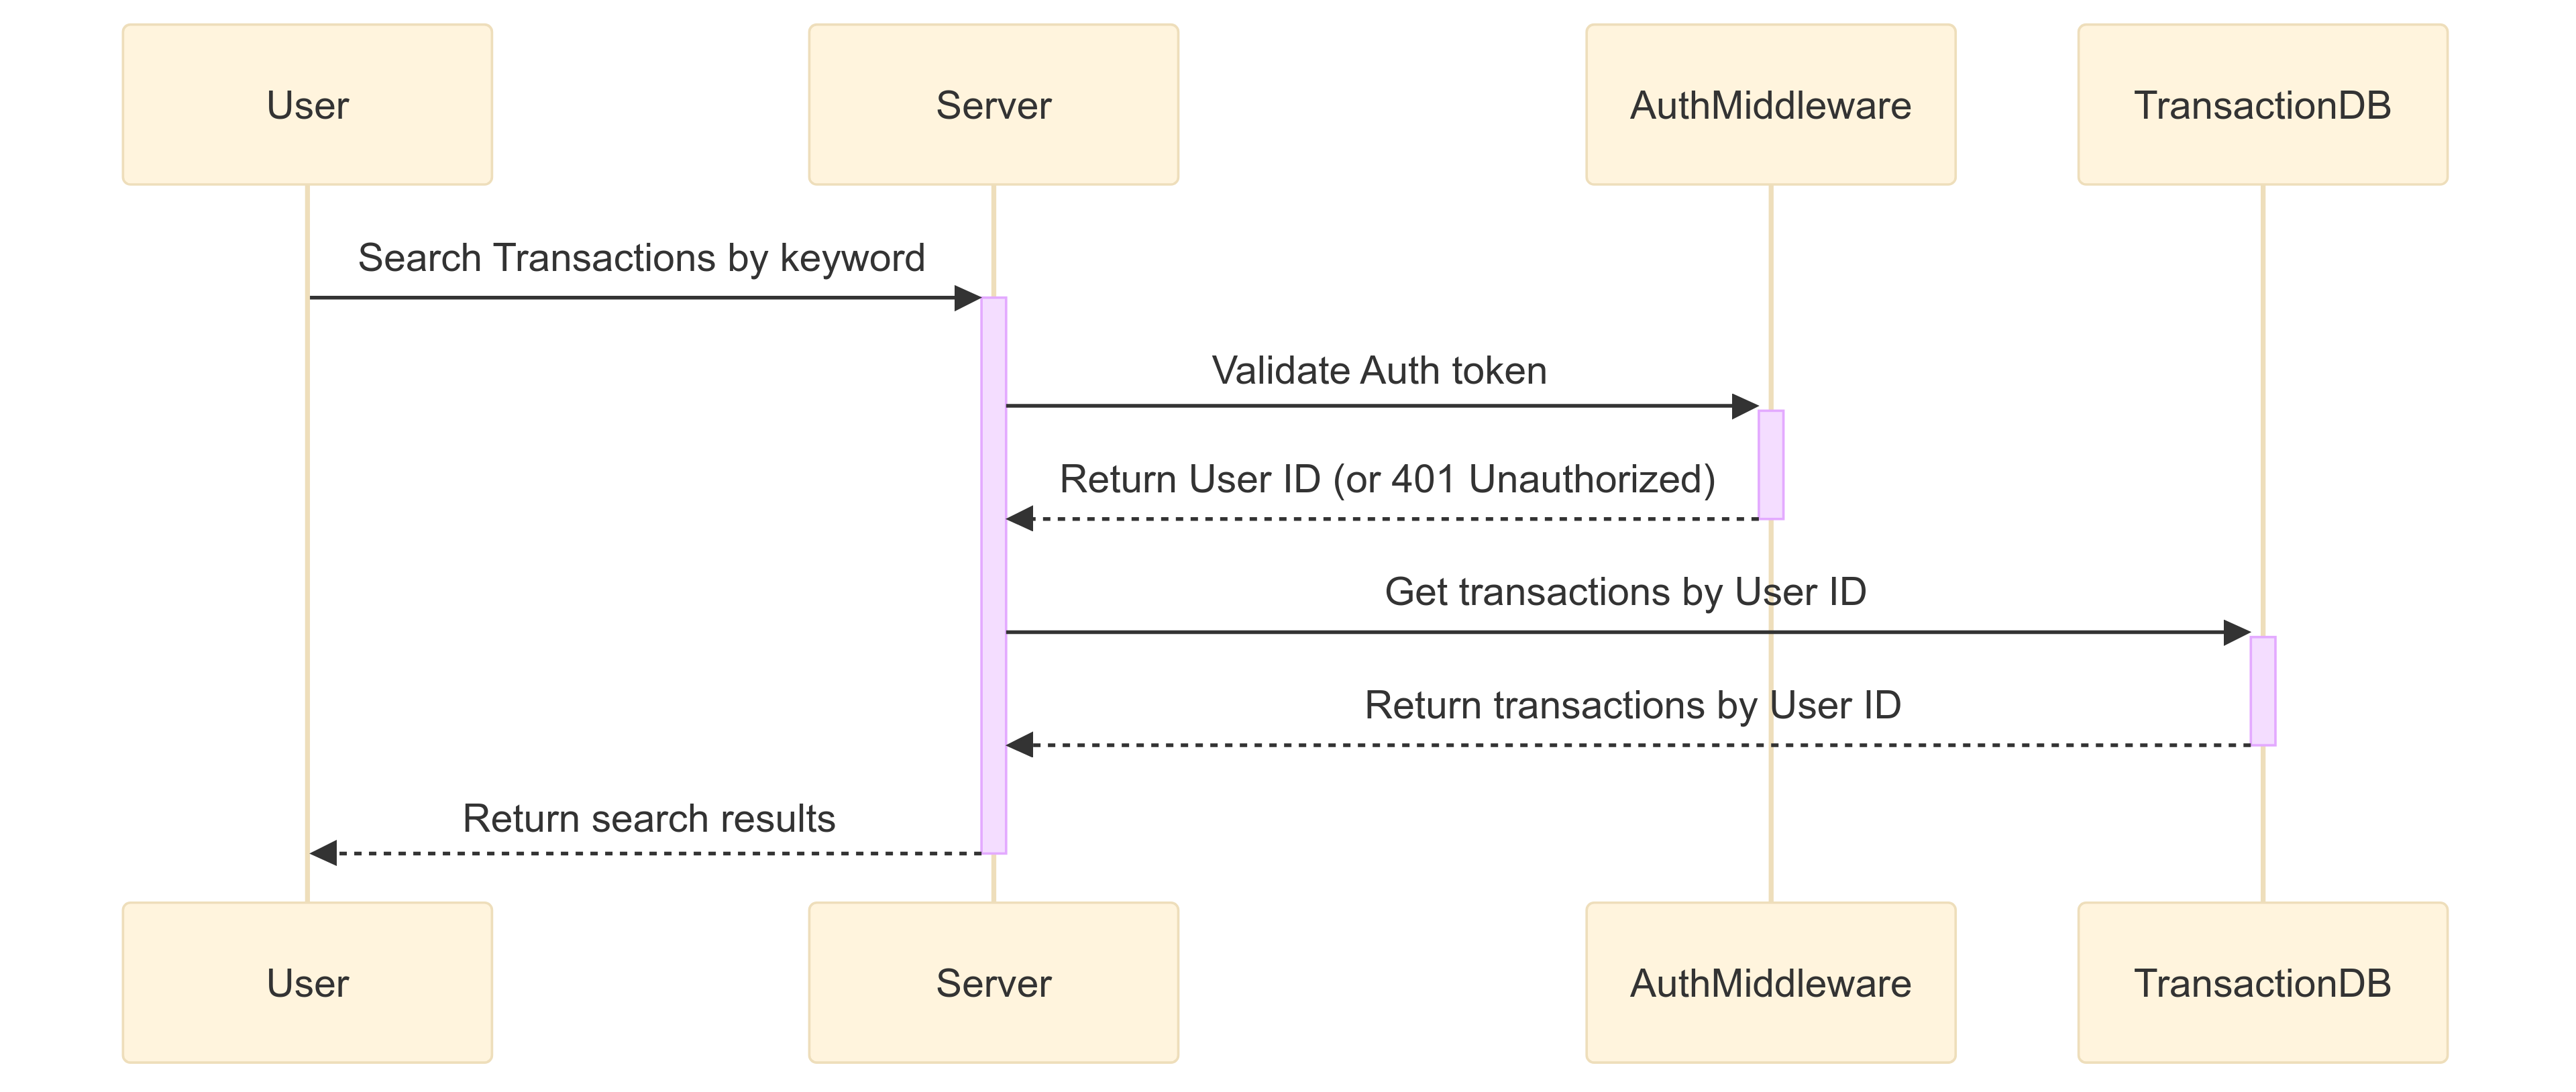 User
Server
AuthMiddleware
TransactionDB
Search Transactions by keyword
Validate Auth token
Return User ID (or 401 Unauthorized)
Get transactions by User ID
Return transactions by User ID
Return search results
User
Server
AuthMiddleware
TransactionDB